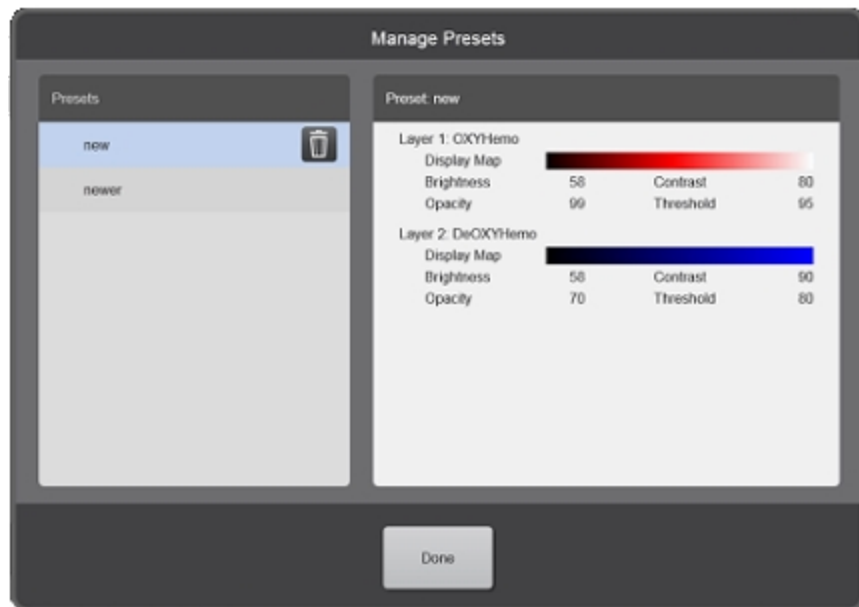 Manage Presets
Presets
new
newer
Preset: new
Layer 1: OXYHemo
Display Map
Brightness 58 Contrast 80
Opacity 99 Threshold 95
Layer 2: DeOXYHemo
Display Map
Brightness 58 Contrast 90
Opacity 70 Threshold 80
Done